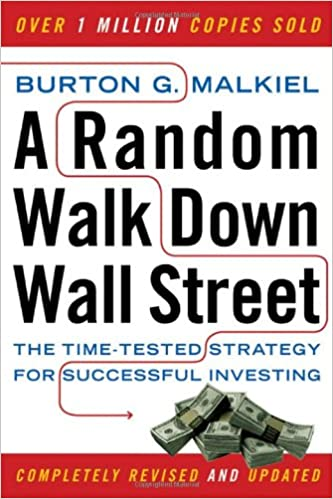 OVER 1 MILLION COPIES SOLD
BURTON G. MALKIEL
A Random
Walk Down
Wall Street
THE TIME-TESTED STRATEGY
FOR SUCCESSFUL INVESTING
COMPLETELY REVISED AND UPDATED